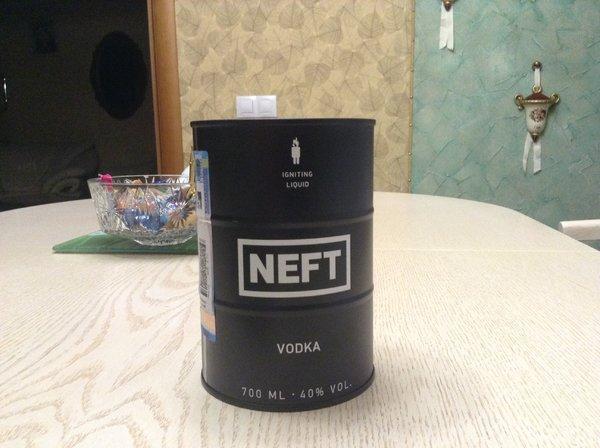 IGNITING
LIQUID
NEFT
VODKA
700 ML · 40% VOL.